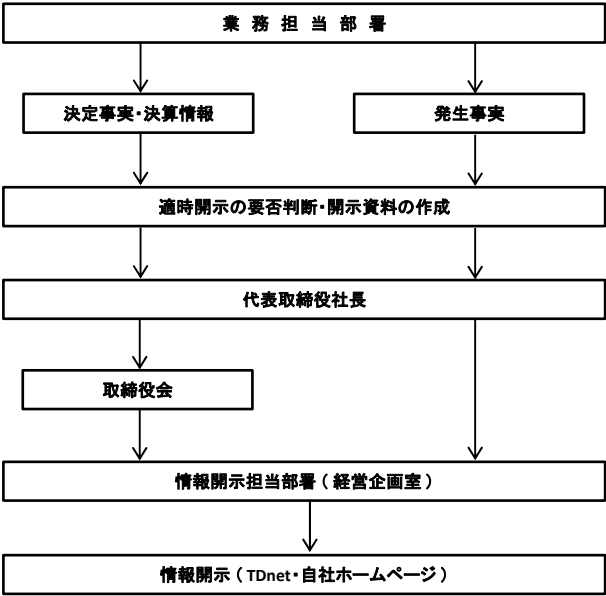 業 務 担 当 部 署
決定事実・決算情報
発生事実
適時開示の要否判断・開示資料の作成
代表取締役社長
取締役会
情報開示担当部署（経営企画室）
情報開示（TDnet・自社ホームページ）